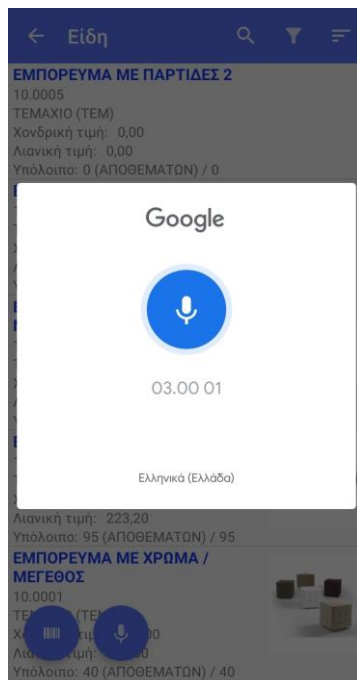 Είδη
ΕΜΠΟΡΕΥΜΑ ΜΕ ΠΑΡΤΙΔΕΣ 2
10.0005
ΤΕΜΑΧΙΟ (ΤΕΜ)
Χονδρική τιμή: 0,00
Λιανική τιμή: 0,00
Υπόλοιπο: 0 (ΑΠΟΘΕΜΑΤΩΝ) / 0
Google
03.00 01
Ελληνικά (Ελλάδα)
Λιανική τιμή: 223,20
Υπόλοιπο: 95 (ΑΠΟΘΕΜΑΤΩΝ) / 95
ΕΜΠΟΡΕΥΜΑ ΜΕ ΧΡΩΜΑ /
ΜΕΓΕΘΟΣ
10.0001
Υπόλοιπο: 40 (ΑΠΟΘΕΜΑΤΩΝ) / 40